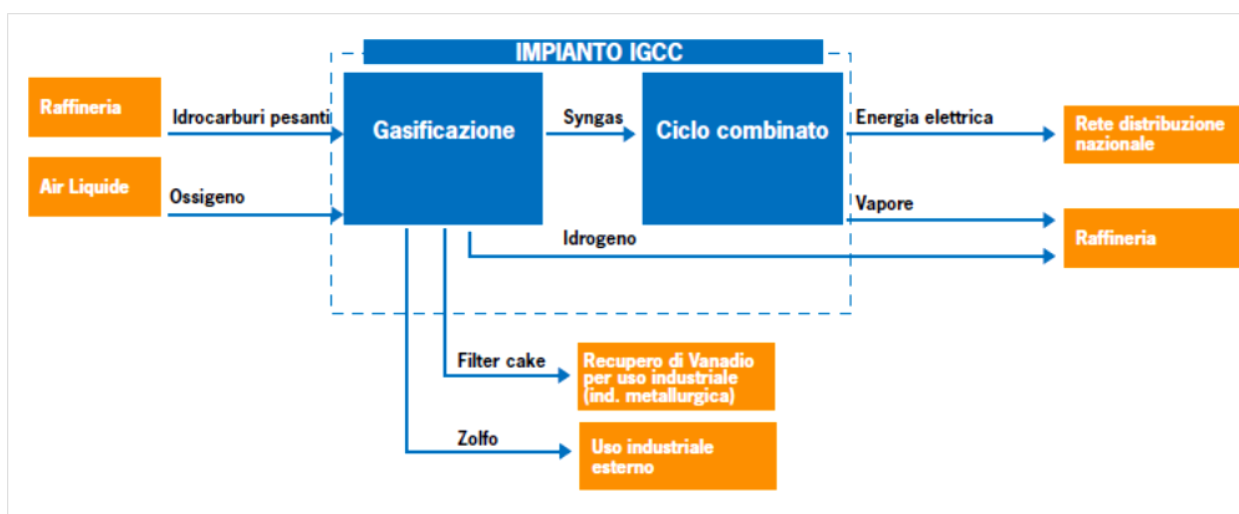 IMPIANTO IGCC
Raffineria
Idrocarburi pesanti
Gasificazione
Syngas
Ciclo combinato
Energia elettrica
Rete distribuzione
nazionale
Air Liquide
Ossigeno
Vapore
Idrogeno
Raffineria
Filter cake
Recupero di Vanadio
per uso industriale
(ind. metallurgica)
Zolfo
Uso industriale
esterno